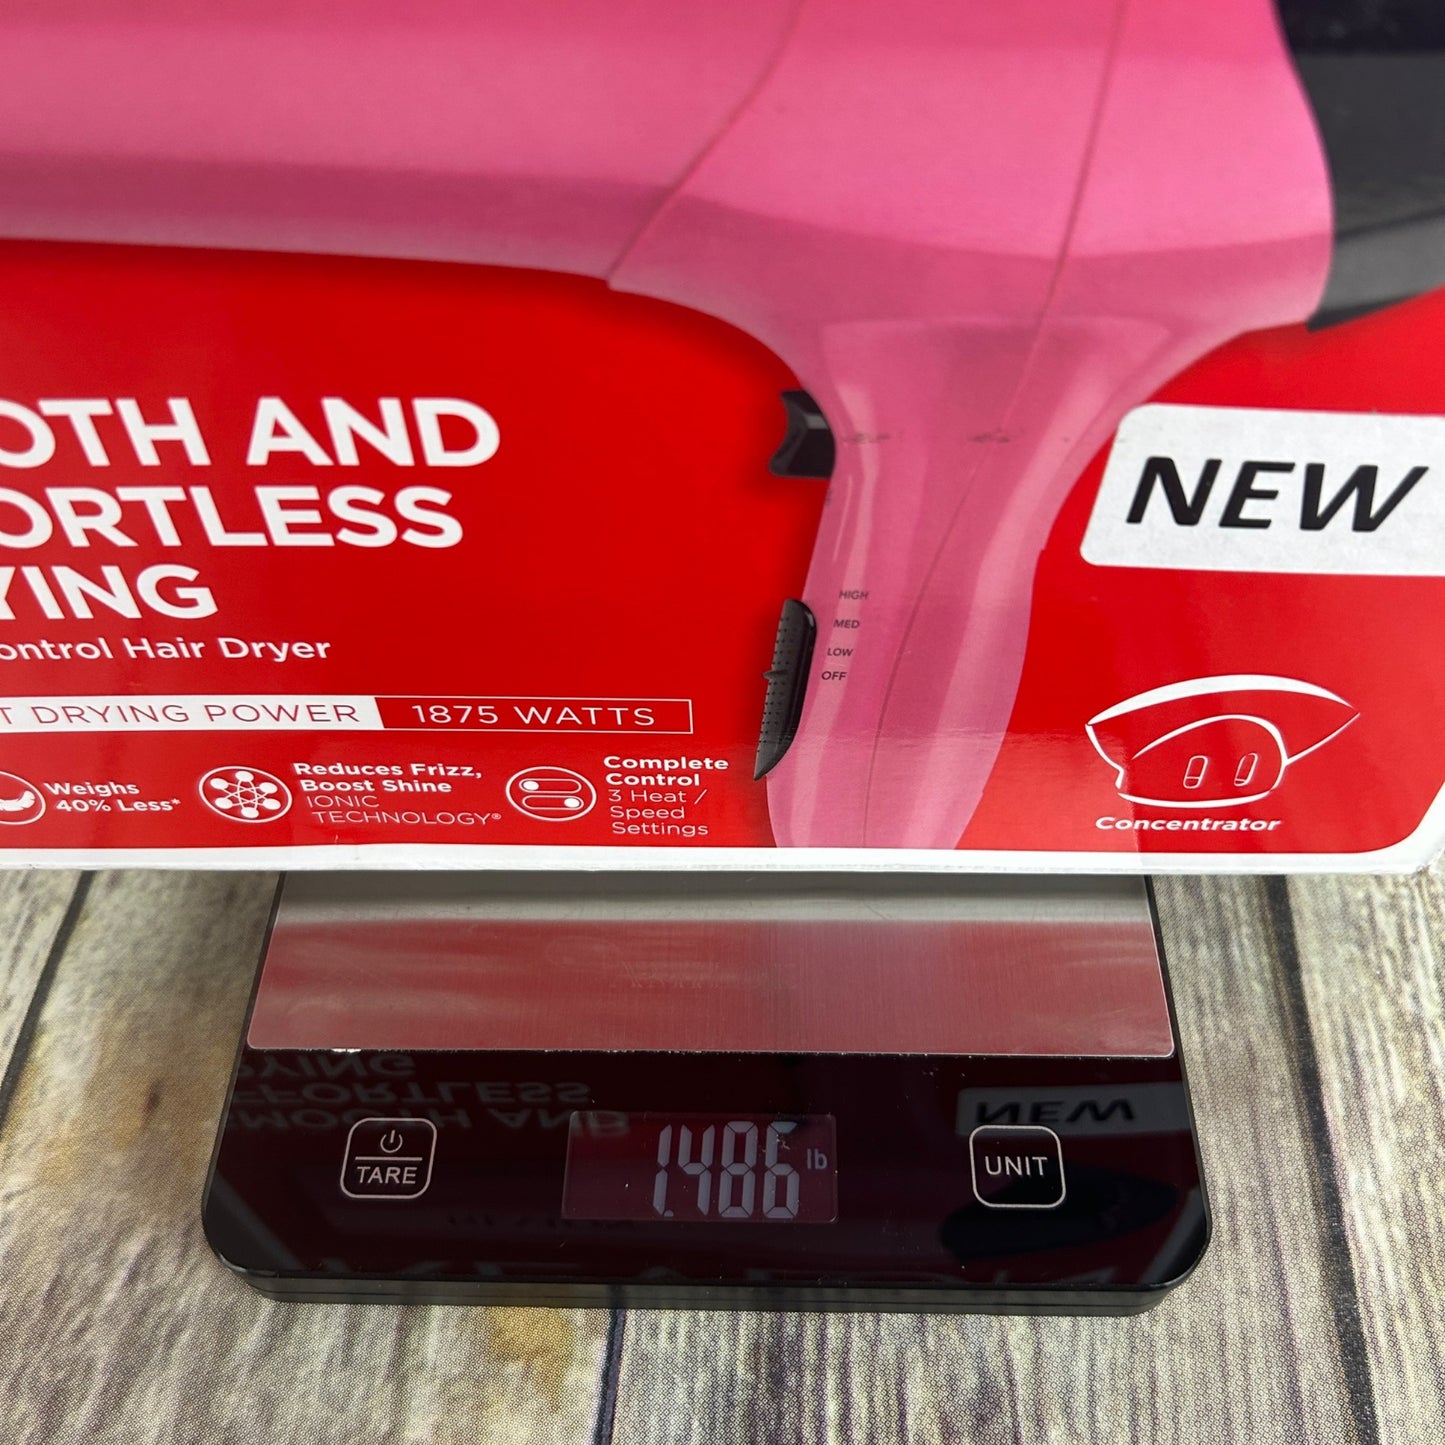 OTH AND
ORTLESS
YING
ontrol Hair Dryer
T DRYING POWER 1875 WATTS
Weighs
40% Less*
Reduces Frizz,
Boost Shine
IONIC
TECHNOLOGY®
Complete
Control
3 Heat /
Speed
Settings
HIGH
MED
LOW
OFF
NEW
Concentrator
TARE
1.486 lb
UNIT